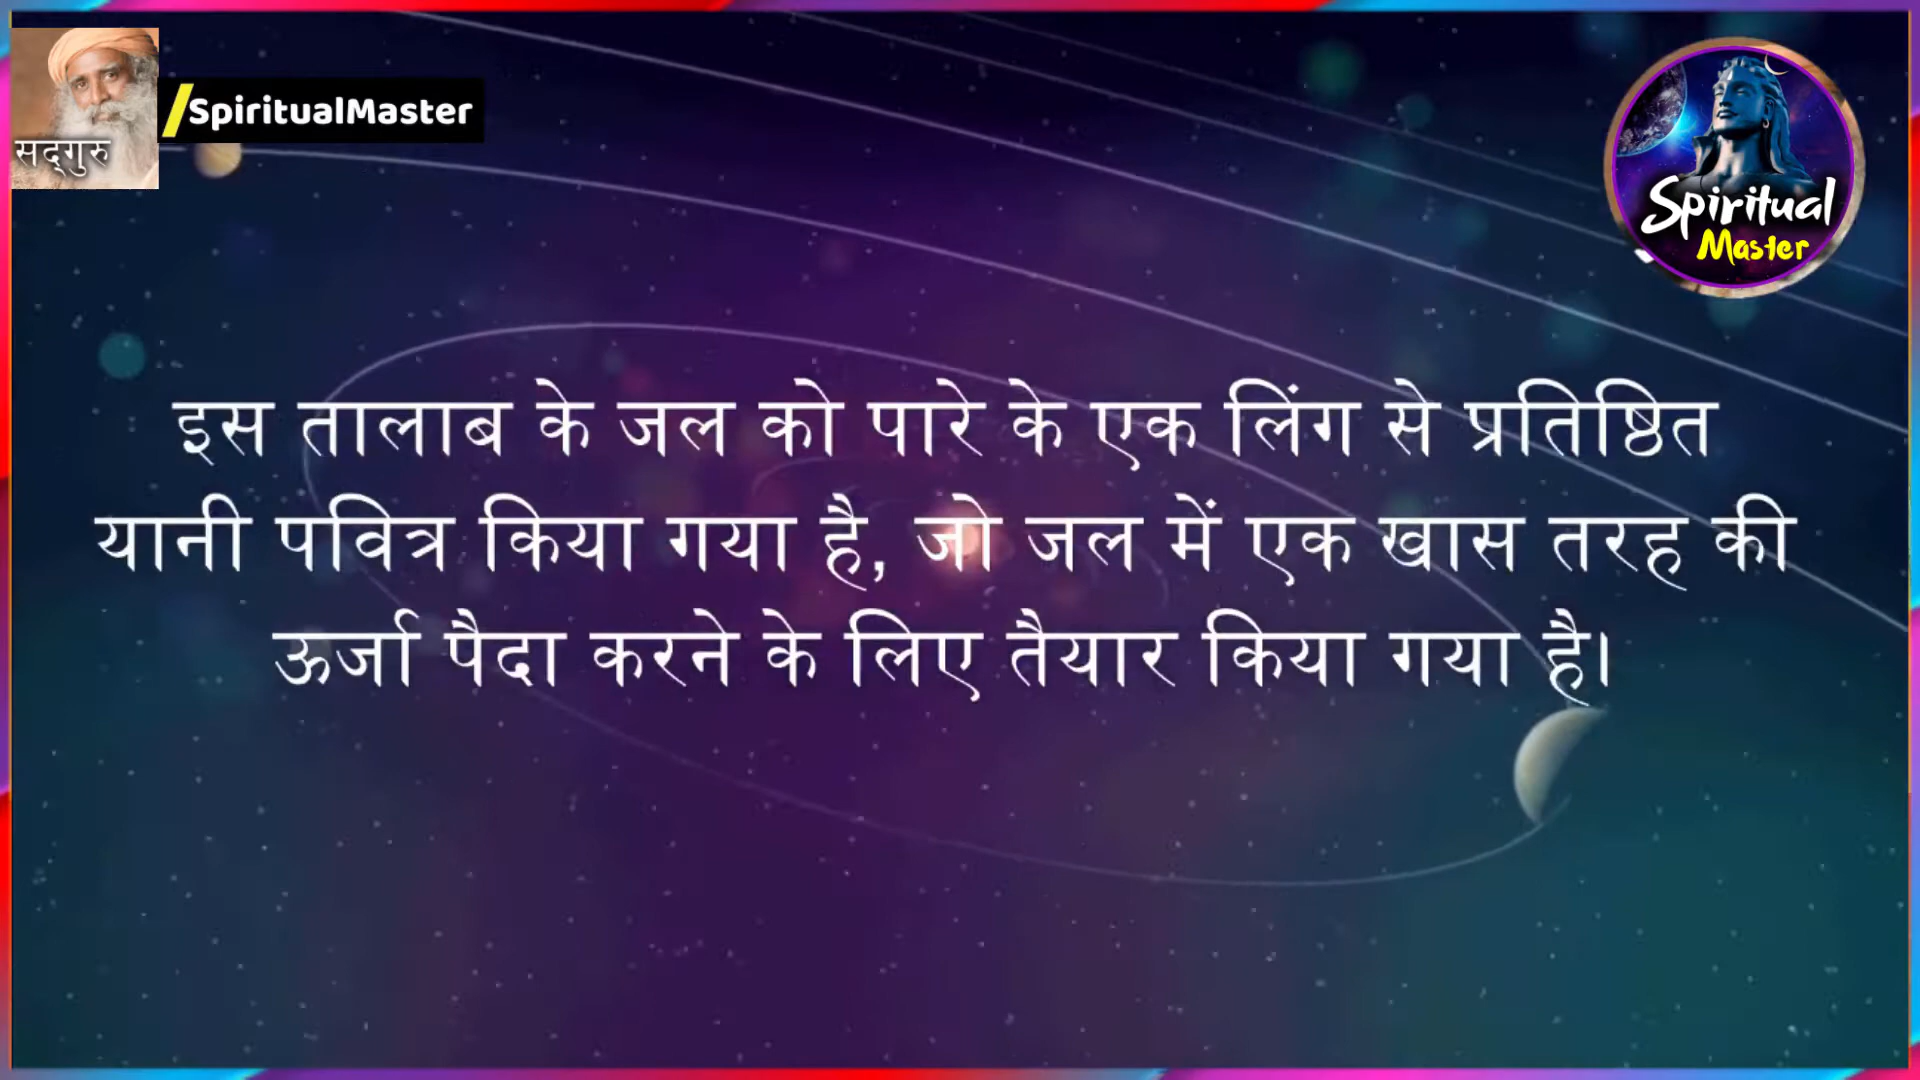 /SpiritualMaster
सद्गुरु
Spiritual
Master
इस तालाब के जल को पारे के एक लिंग से प्रतिष्ठित
यानी पवित्र किया गया है, जो जल में एक खास तरह की
ऊर्जा पैदा करने के लिए तैयार किया गया है।